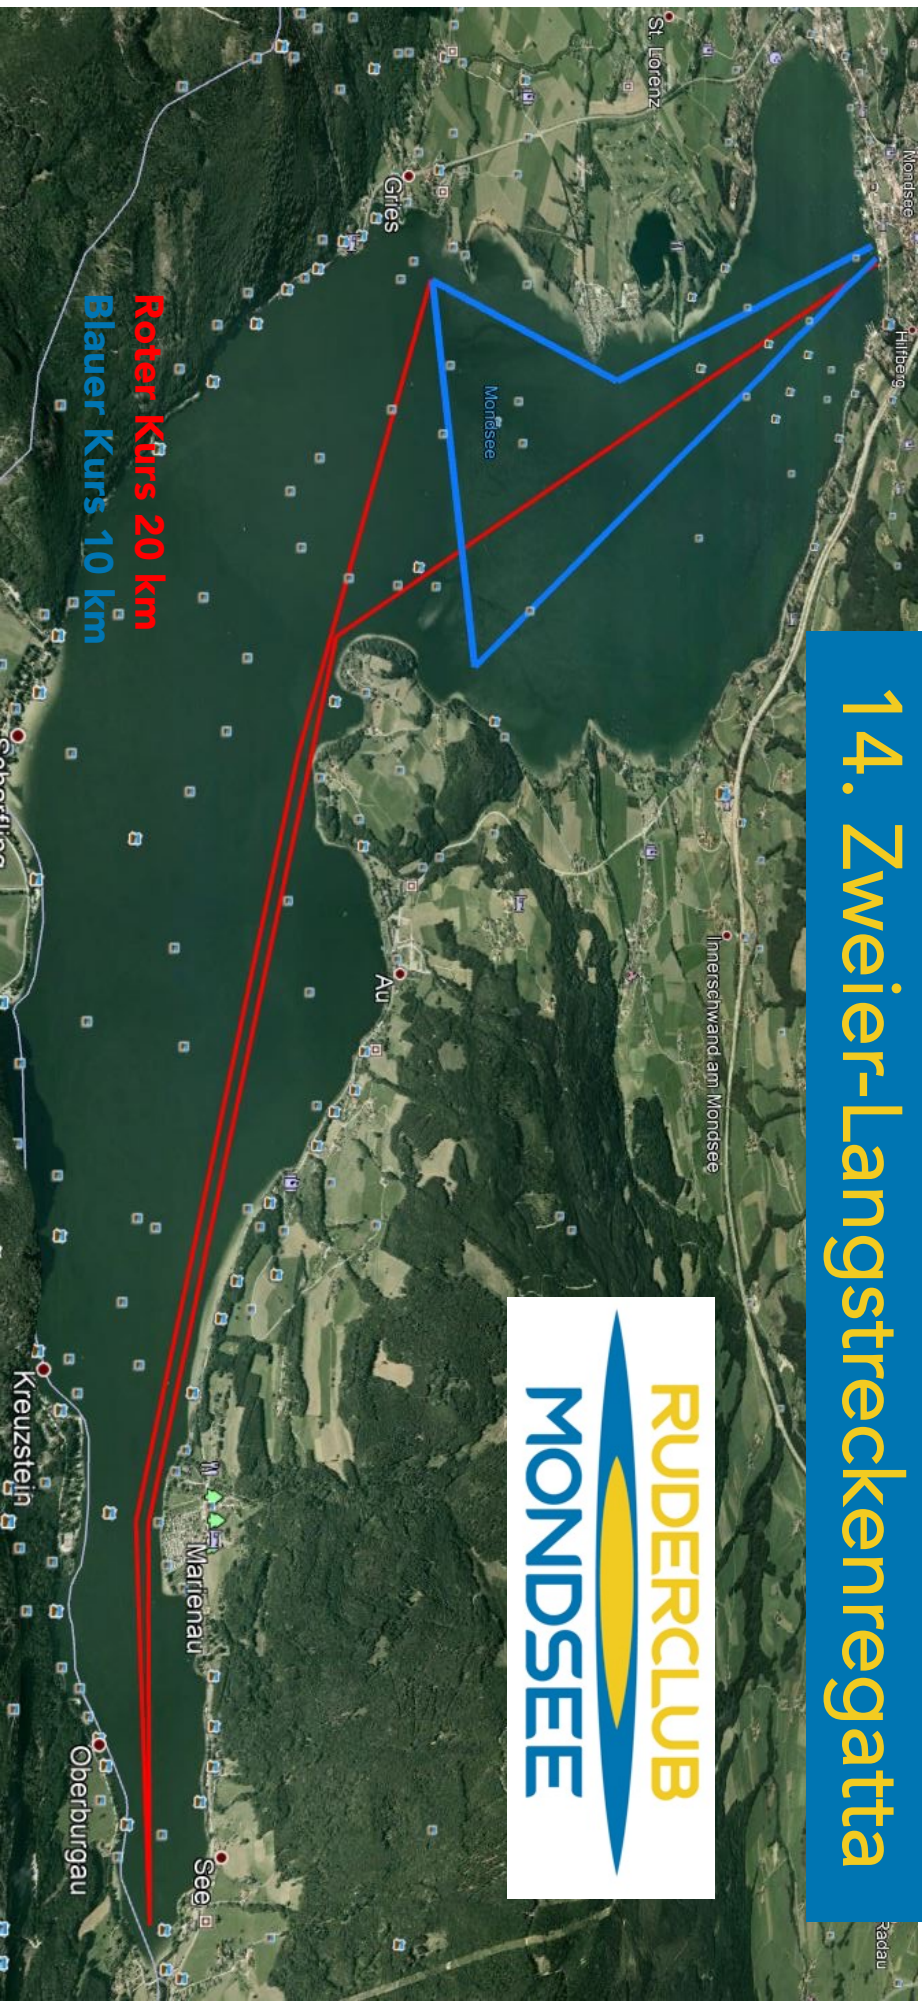 14. Zweier-Langstreckenregatta
RUDERCLUB
MONDSEE
Roter Kurs 20 km
Blauer Kurs 10 km
Mondsee
Hilfberg
St. Lorenz
Gries
Mondsee
Innerschwand am Mondsee
Au
Kreuzstein
Marienau
Oberburgau
See